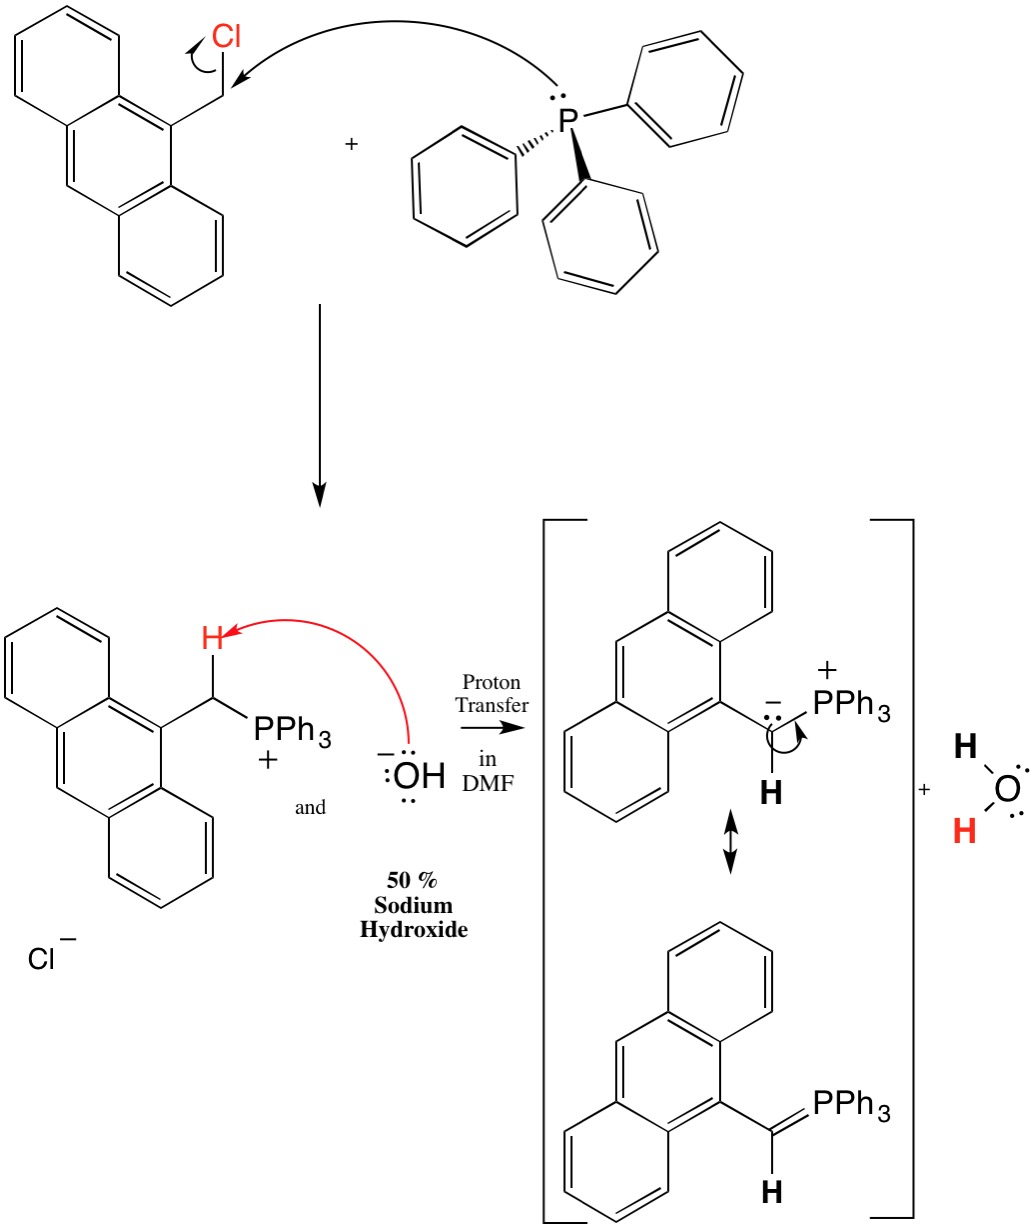 Cl
P
+
H
PPh3
+
and
−
:OH
Proton
Transfer
in
DMF
50 %
Sodium
Hydroxide
Cl −
+
−
PPh3
H
+
H
O
H
PPh3
H